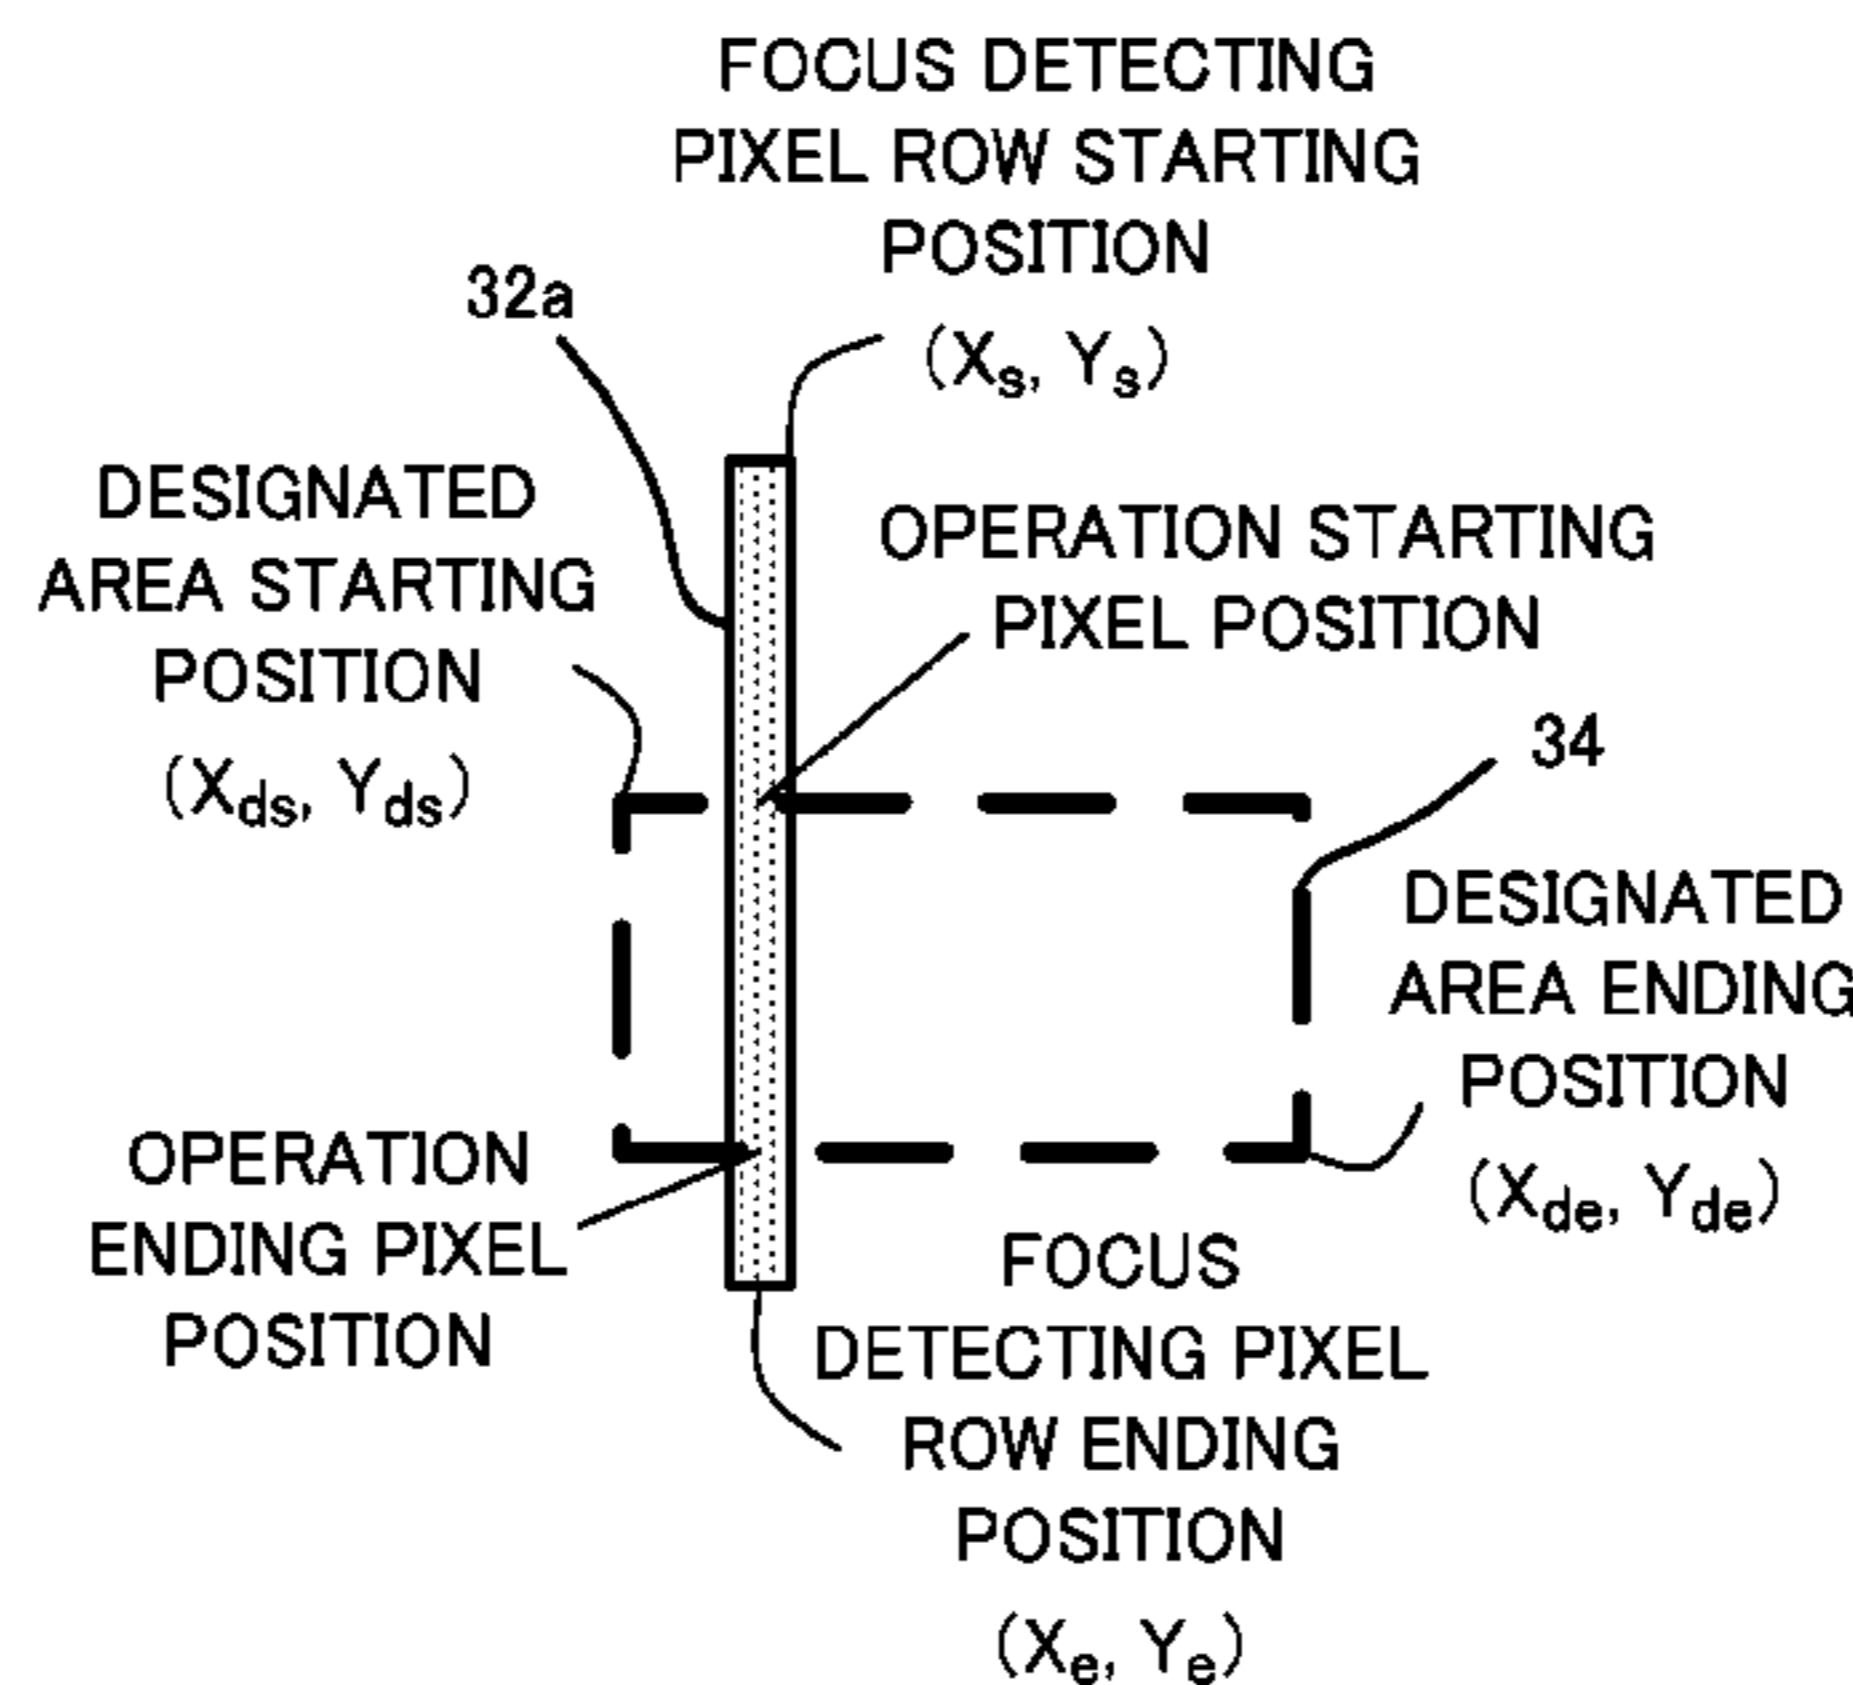 FOCUS DETECTING
PIXEL ROW STARTING
POSITION
(Xs, Ys)
32a
DESIGNATED
AREA STARTING
POSITION
(Xds, Yds)
OPERATION STARTING
PIXEL POSITION
34
DESIGNATED
AREA ENDING
POSITION
(Xde, Yde)
OPERATION
ENDING PIXEL
POSITION
FOCUS
DETECTING PIXEL
ROW ENDING
POSITION
(Xe, Ye)